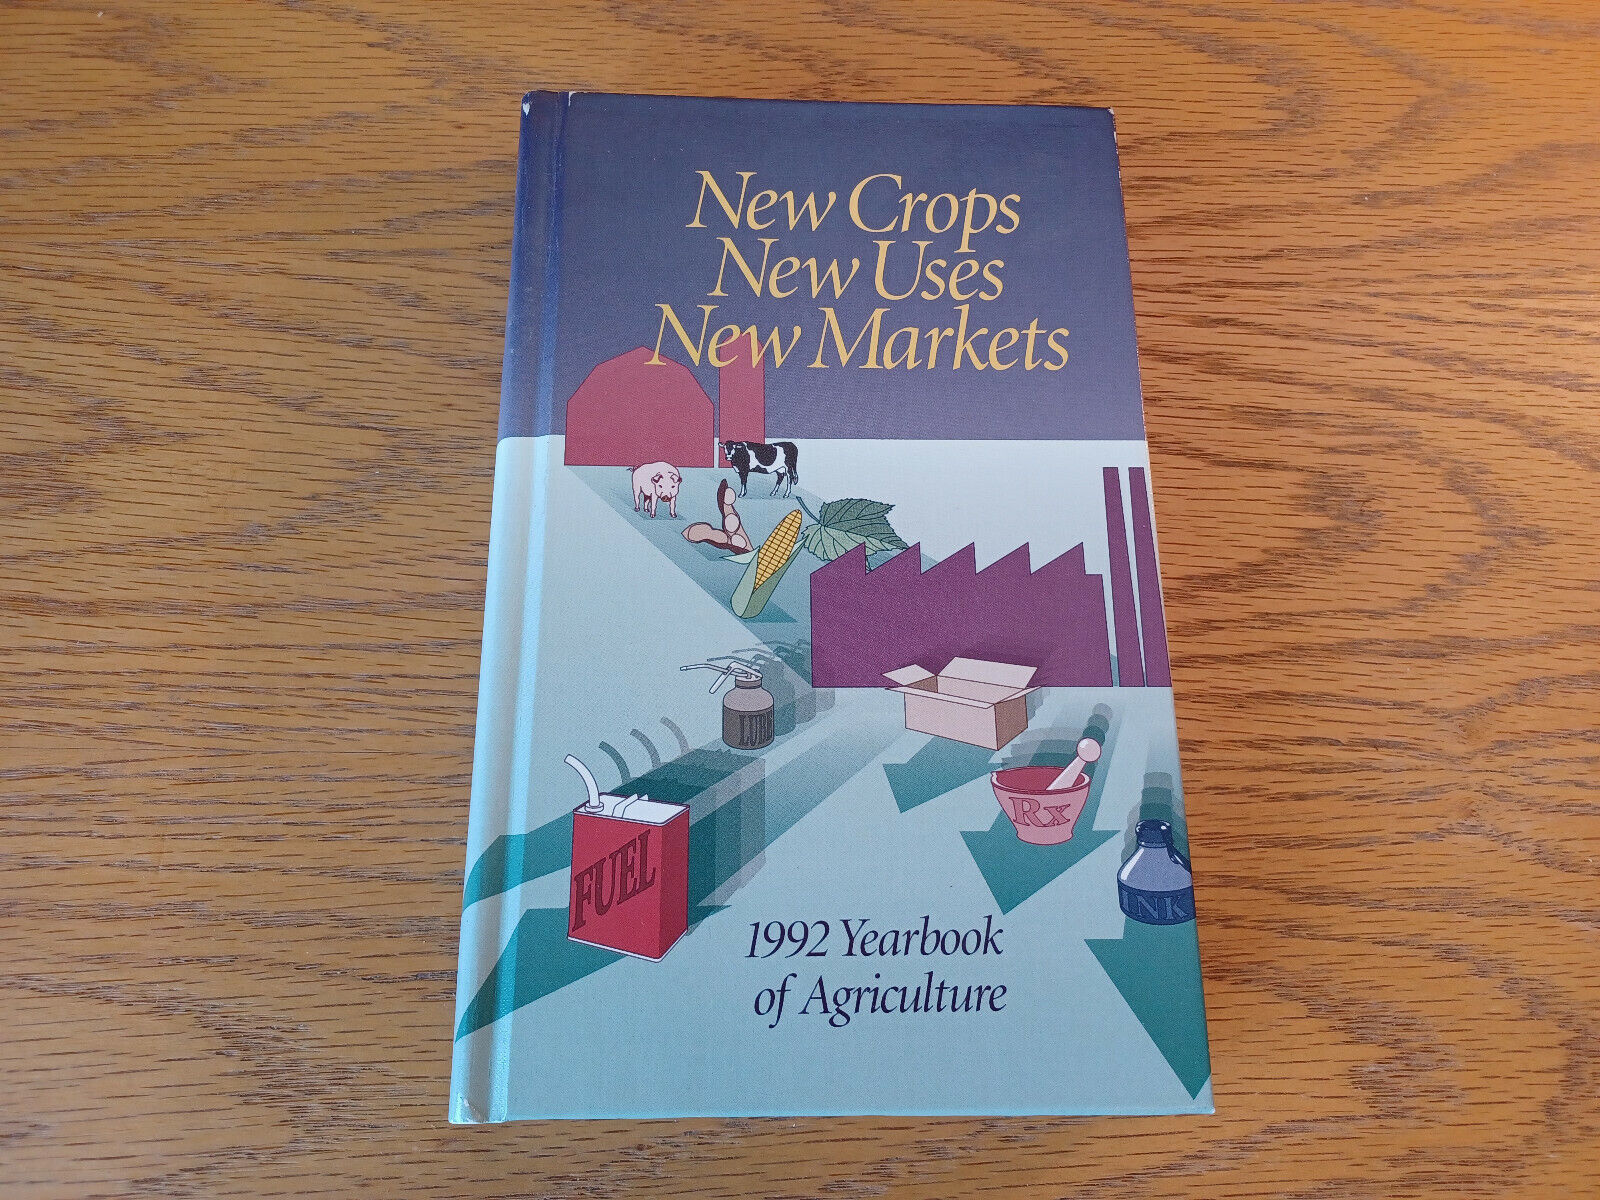 New Crops
New Uses
New Markets
LUBE
Rx
FUEL
INK
1992 Yearbook
of Agriculture